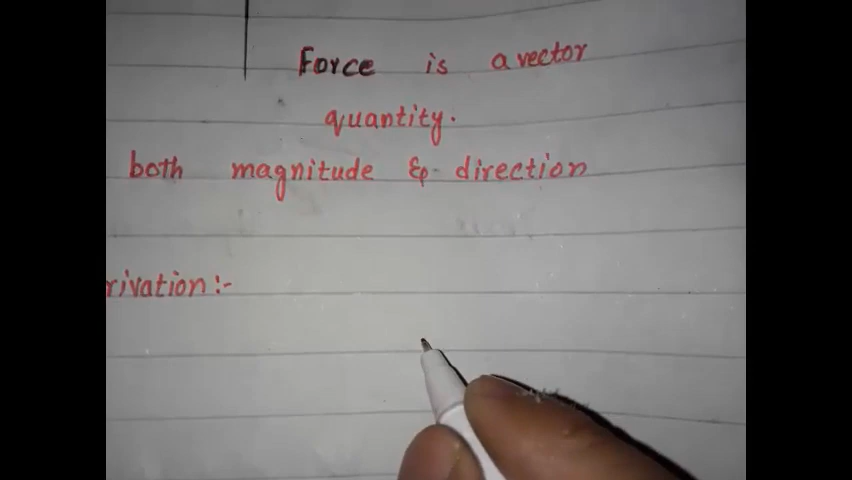 Force is a vector
quantity.
both magnitude & direction
rivation :-